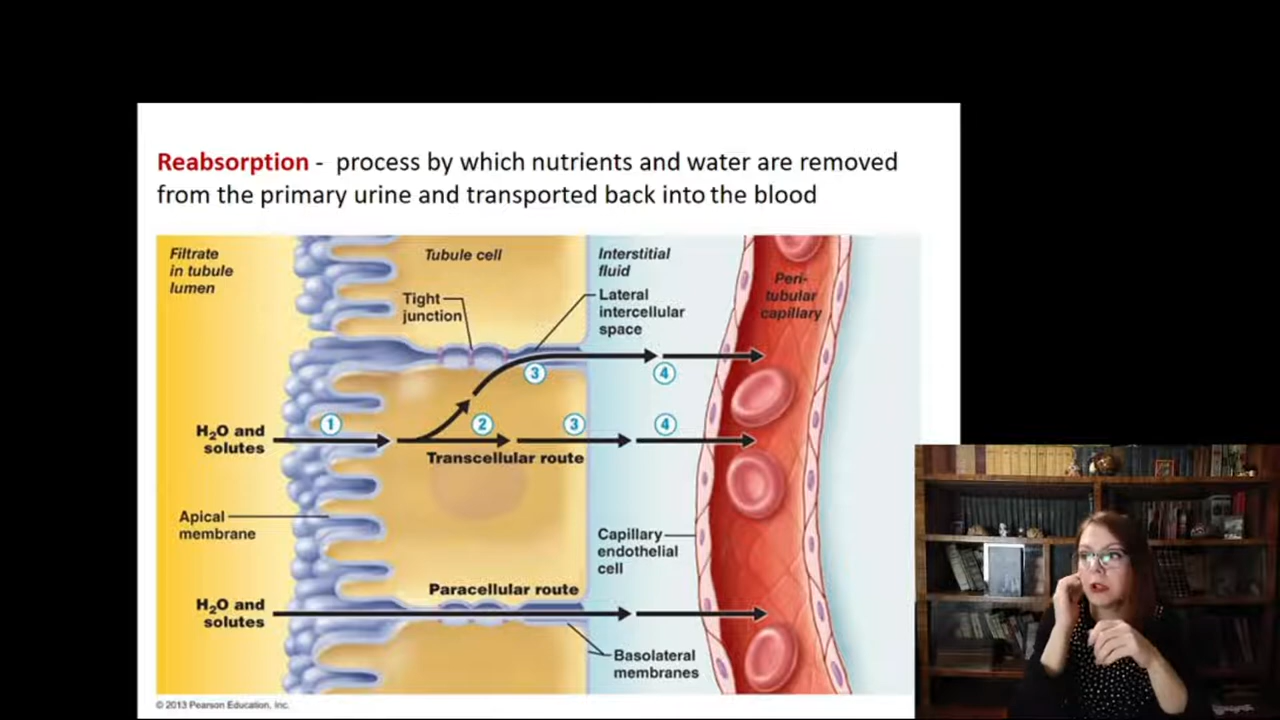 Reabsorption - process by which nutrients and water are removed
from the primary urine and transported back into the blood
Filtrate
in tubule
lumen
Tubule cell
Interstitial
fluid
Peri-
tubular
capillary
Tight
junction
Lateral
intercellular
space
3
4
H₂O and
solutes
1
2
3
4
Transcellular route
Apical
membrane
Capillary
endothelial
cell
Paracellular route
H₂O and
solutes
Basolateral
membranes
© 2013 Pearson Education, Inc.